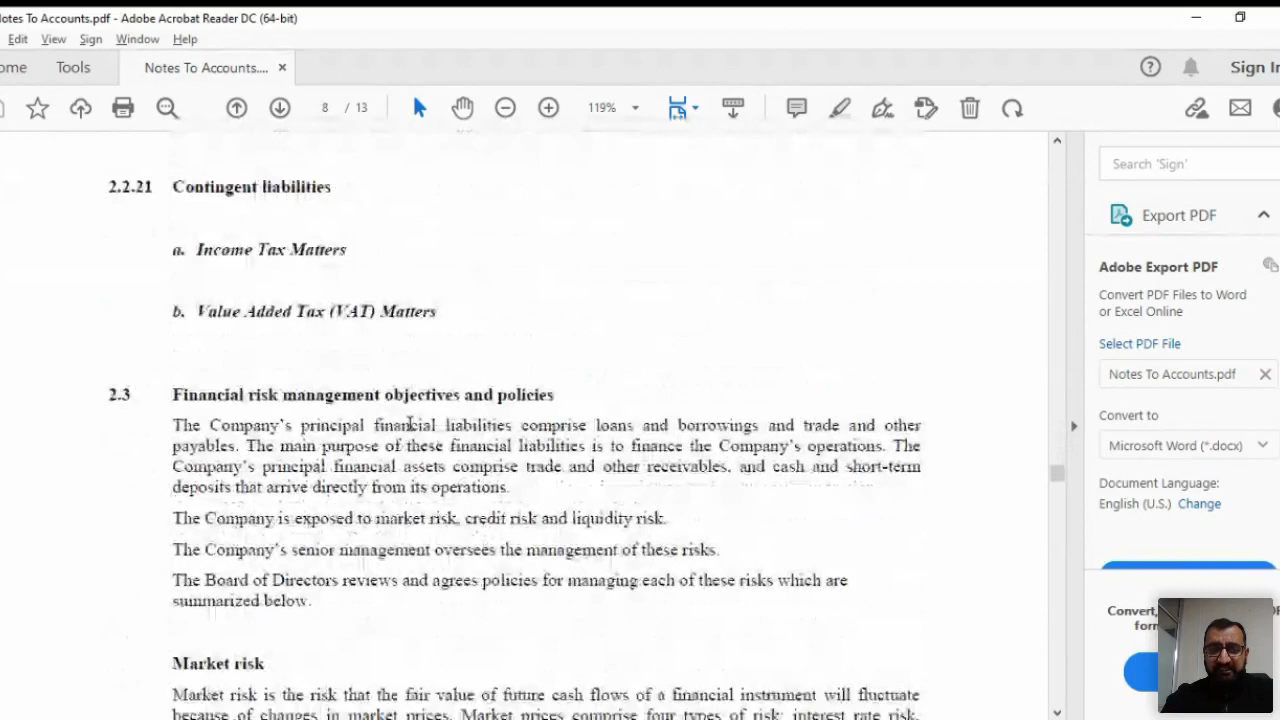 otes To Accounts.pdf - Adobe Acrobat Reader DC (64-bit)
Edit View Sign Window Help
ome Tools Notes To Accounts.... × Sign In
8 / 13 119%
2.2.21 Contingent liabilities
a. Income Tax Matters
b. Value Added Tax (VAT) Matters
2.3 Financial risk management objectives and policies
The Company's principal financial liabilities comprise loans and borrowings and trade and other
payables. The main purpose of these financial liabilities is to finance the Company's operations. The
Company's principal financial assets comprise trade and other receivables, and cash and short-term
deposits that arrive directly from its operations.
The Company is exposed to market risk, credit risk and liquidity risk.
The Company's senior management oversees the management of these risks.
The Board of Directors reviews and agrees policies for managing each of these risks which are
summarized below.
Market risk
Market risk is the risk that the fair value of future cash flows of a financial instrument will fluctuate
because of changes in market prices. Market prices comprise four types of risk: interest rate risk,
Search 'Sign'
Export PDF
Adobe Export PDF
Convert PDF Files to Word
or Excel Online
Select PDF File
Notes To Accounts.pdf
Convert to
Microsoft Word (*.docx)
Document Language:
English (U.S.) Change
Convert,
form